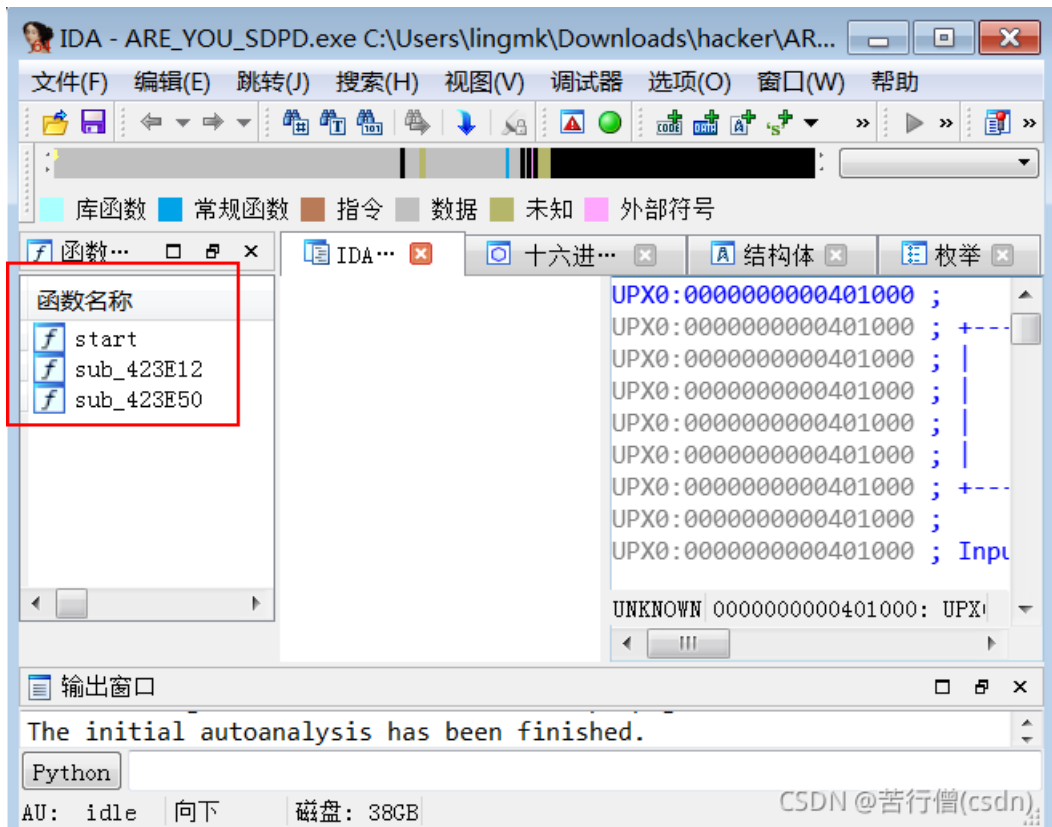 IDA - ARE_YOU_SDPD.exe C:\Users\lingmk\Downloads\hacker\AR...
文件(F) 编辑(E) 跳转(J) 搜索(H) 视图(V) 调试器 选项(O) 窗口(W) 帮助
库函数 常规函数 指令 数据 未知 外部符号
函数… IDA… 十六进… 结构体 枚举
函数名称
start
sub_423E12
sub_423E50
UPX0:0000000000401000 ;
UPX0:0000000000401000 ; +---
UPX0:0000000000401000 ; |
UPX0:0000000000401000 ; |
UPX0:0000000000401000 ; |
UPX0:0000000000401000 ; |
UPX0:0000000000401000 ; +---
UPX0:0000000000401000 ;
UPX0:0000000000401000 ; Inpu
UNKNOWN 0000000000401000: UPX
输出窗口
The initial autoanalysis has been finished.
Python
AU: idle 向下 磁盘: 38GB
CSDN @苦行僧(csdn)